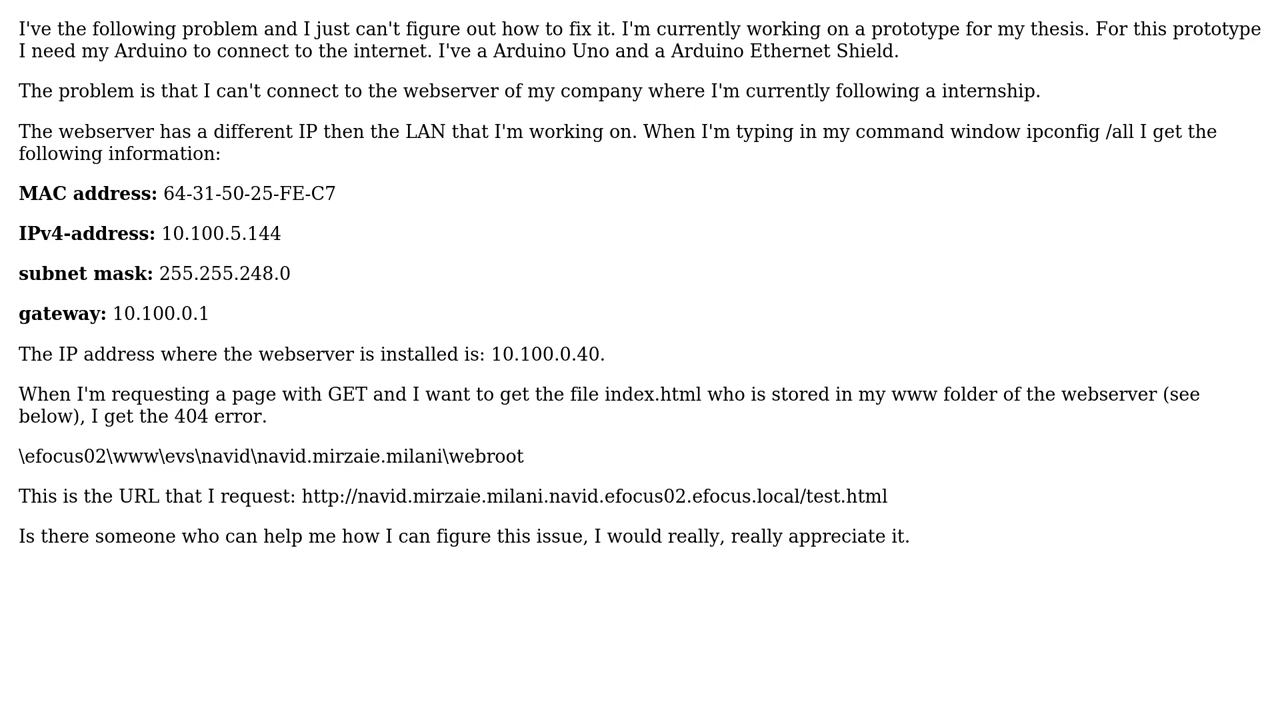 I've the following problem and I just can't figure out how to fix it. I'm currently working on a prototype for my thesis. For this prototype
I need my Arduino to connect to the internet. I've a Arduino Uno and a Arduino Ethernet Shield.
The problem is that I can't connect to the webserver of my company where I'm currently following a internship.
The webserver has a different IP then the LAN that I'm working on. When I'm typing in my command window ipconfig /all I get the
following information:
MAC address: 64-31-50-25-FE-C7
IPv4-address: 10.100.5.144
subnet mask: 255.255.248.0
gateway: 10.100.0.1
The IP address where the webserver is installed is: 10.100.0.40.
When I'm requesting a page with GET and I want to get the file index.html who is stored in my www folder of the webserver (see
below), I get the 404 error.
\efocus02\www\evs\navid\navid.mirzaie.milani\webroot
This is the URL that I request: http://navid.mirzaie.milani.navid.efocus02.efocus.local/test.html
Is there someone who can help me how I can figure this issue, I would really, really appreciate it.